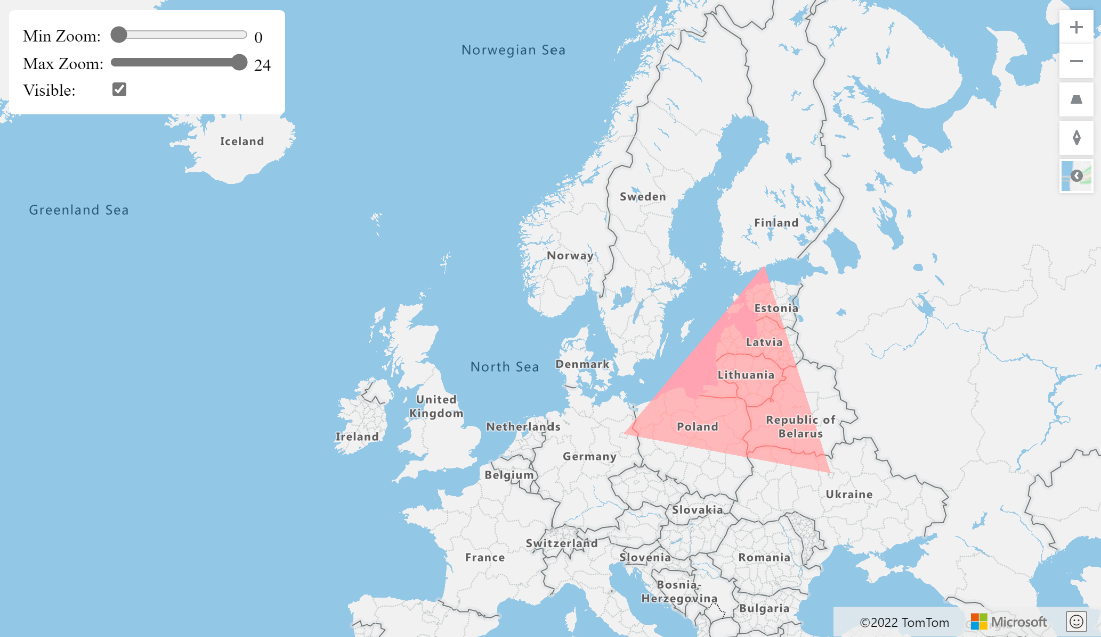 Min Zoom: 0
Max Zoom: 24
Visible:
Norwegian Sea
Iceland
Greenland Sea
Sweden
Finland
Norway
Estonia
Latvia
North Sea
Denmark
Lithuania
United
Kingdom
Republic of
Belarus
Netherlands
Poland
Ireland
Germany
Belgium
Ukraine
Slovakia
Switzerland
France
Slovenia
Romania
Bosnia-
Herzegovina
Bulgaria
©2022 TomTom
Microsoft